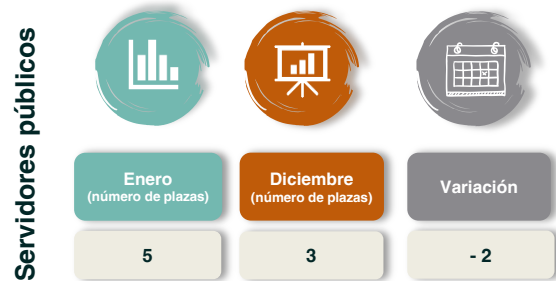 Servidores públicos
Enero
(número de plazas)
Diciembre
(número de plazas)
Variación
5
3
- 2